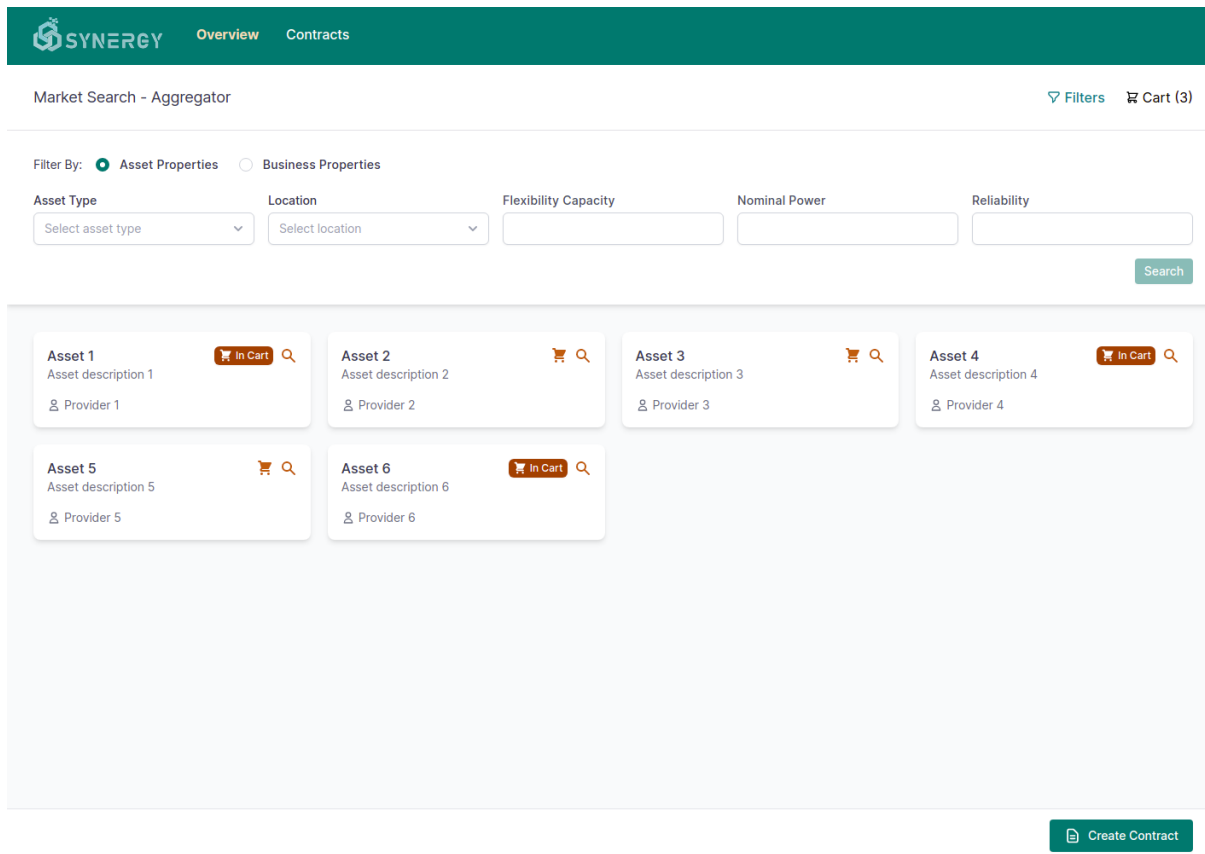 SYNERGY Overview Contracts
Market Search - Aggregator Filters Cart (3)
Filter By: Asset Properties Business Properties
Asset Type Location Flexibility Capacity Nominal Power Reliability
Select asset type Select location
Search
Asset 1 In Cart Asset 2 Asset 3 Asset 4 In Cart
Asset description 1 Asset description 2 Asset description 3 Asset description 4
Provider 1 Provider 2 Provider 3 Provider 4
Asset 5 Asset 6 In Cart
Asset description 5 Asset description 6
Provider 5 Provider 6
Create Contract